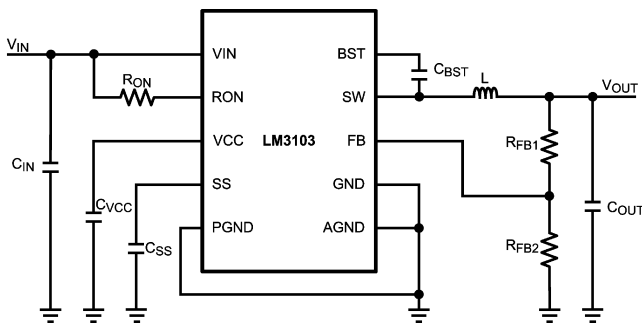 VIN
VIN
BST
CBST
RON
RON
SW
L
VOUT
VCC
LM3103
FB
RFB1
CIN
SS
GND
CVCC
COUT
PGND
AGND
CSS
RFB2